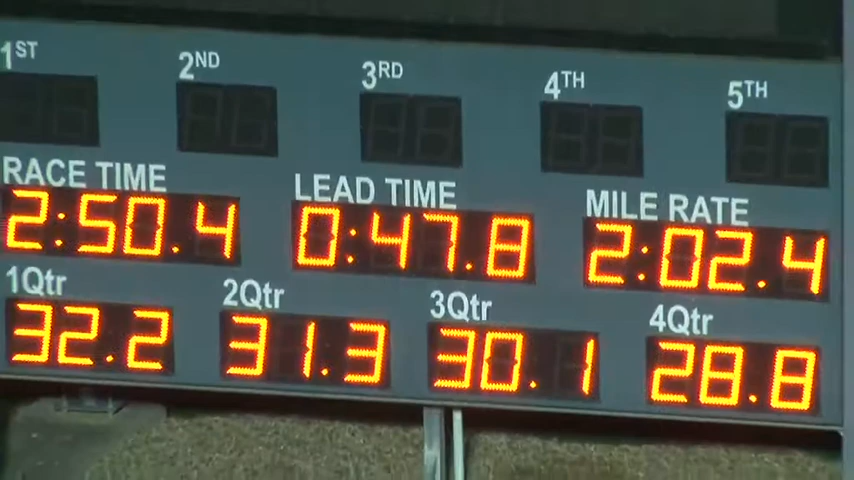 1ST 2ND 3RD 4TH 5TH
RACE TIME LEAD TIME MILE RATE
2:50.4 0:47.8 2:02.4
1Qtr 2Qtr 3Qtr 4Qtr
32.2 31.3 30.1 28.8